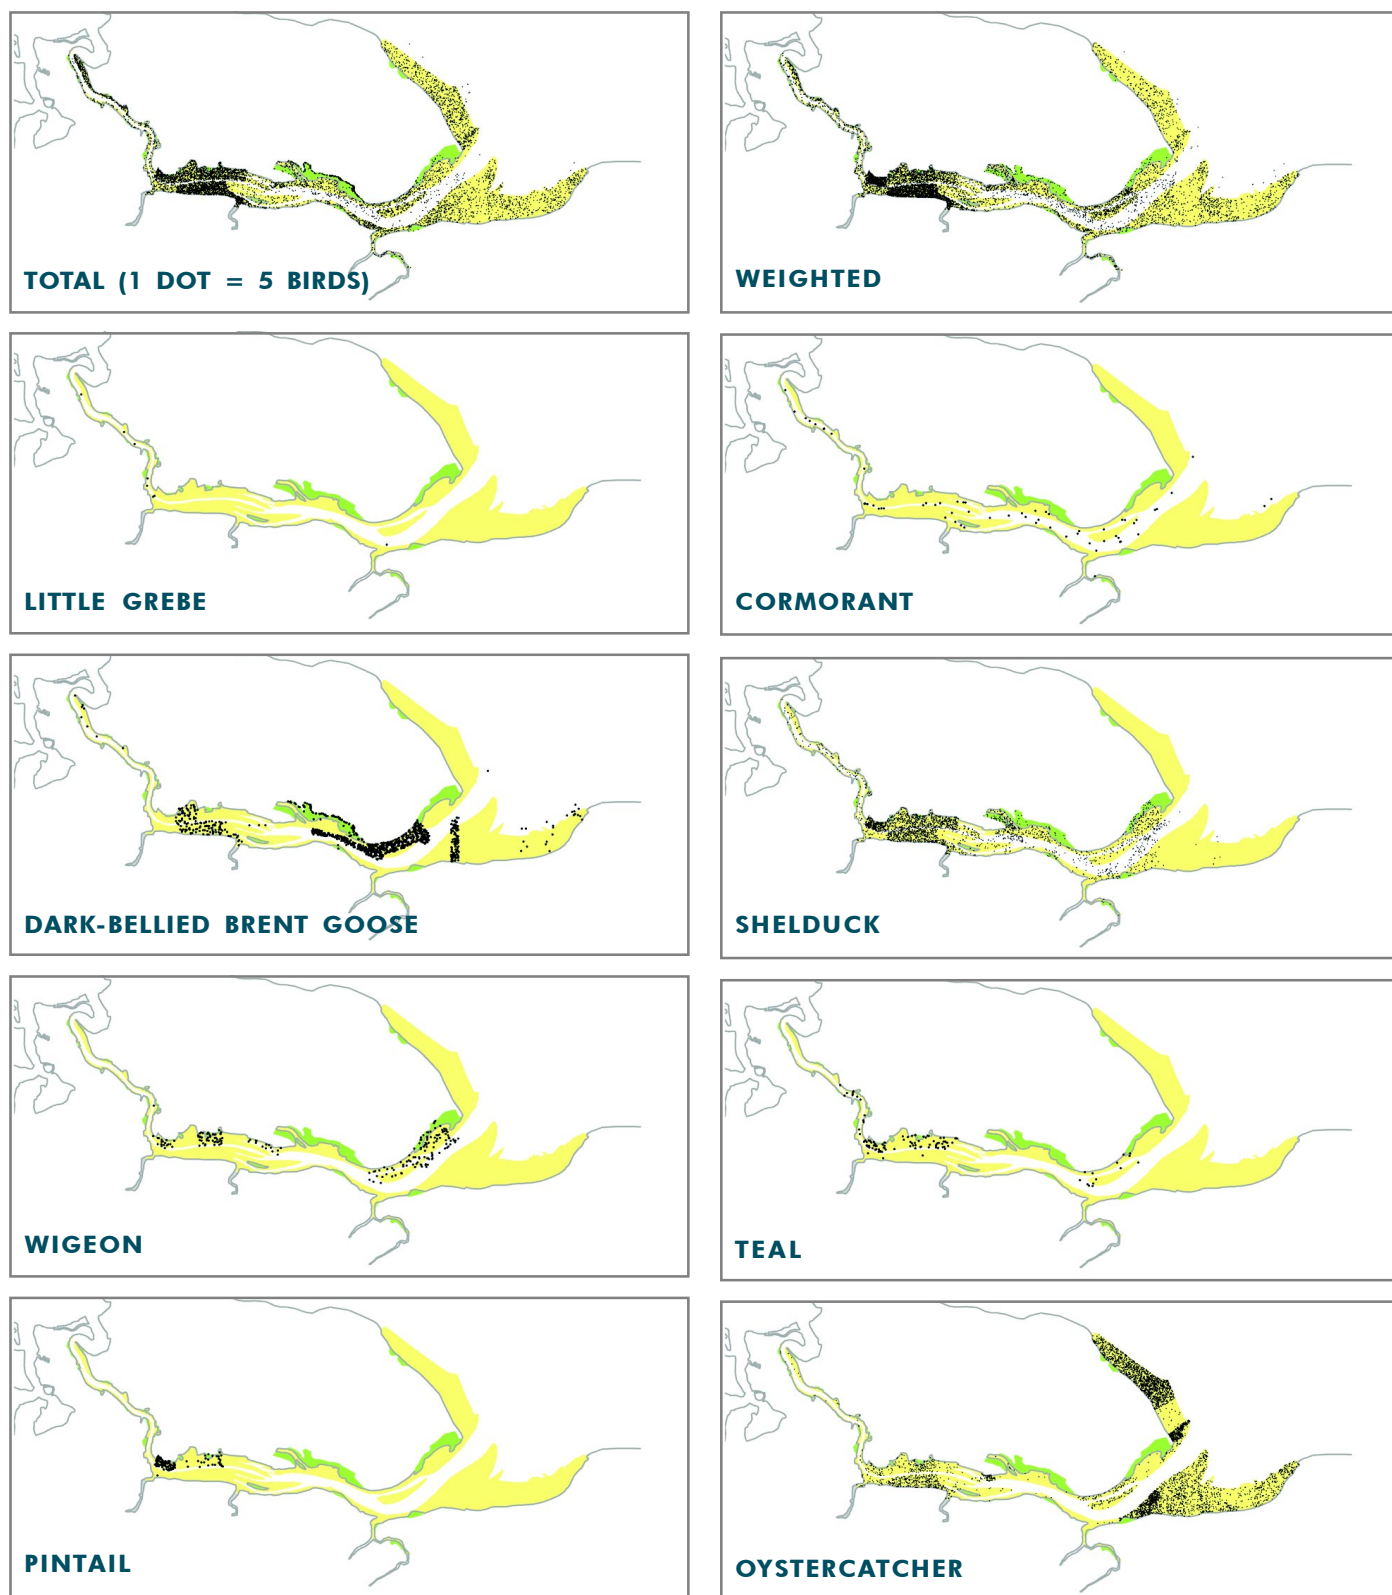 TOTAL (1 DOT = 5 BIRDS)
WEIGHTED
LITTLE GREBE
CORMORANT
DARK-BELLIED BRENT GOOSE
SHELDUCK
WIGEON
TEAL
PINTAIL
OYSTERCATCHER